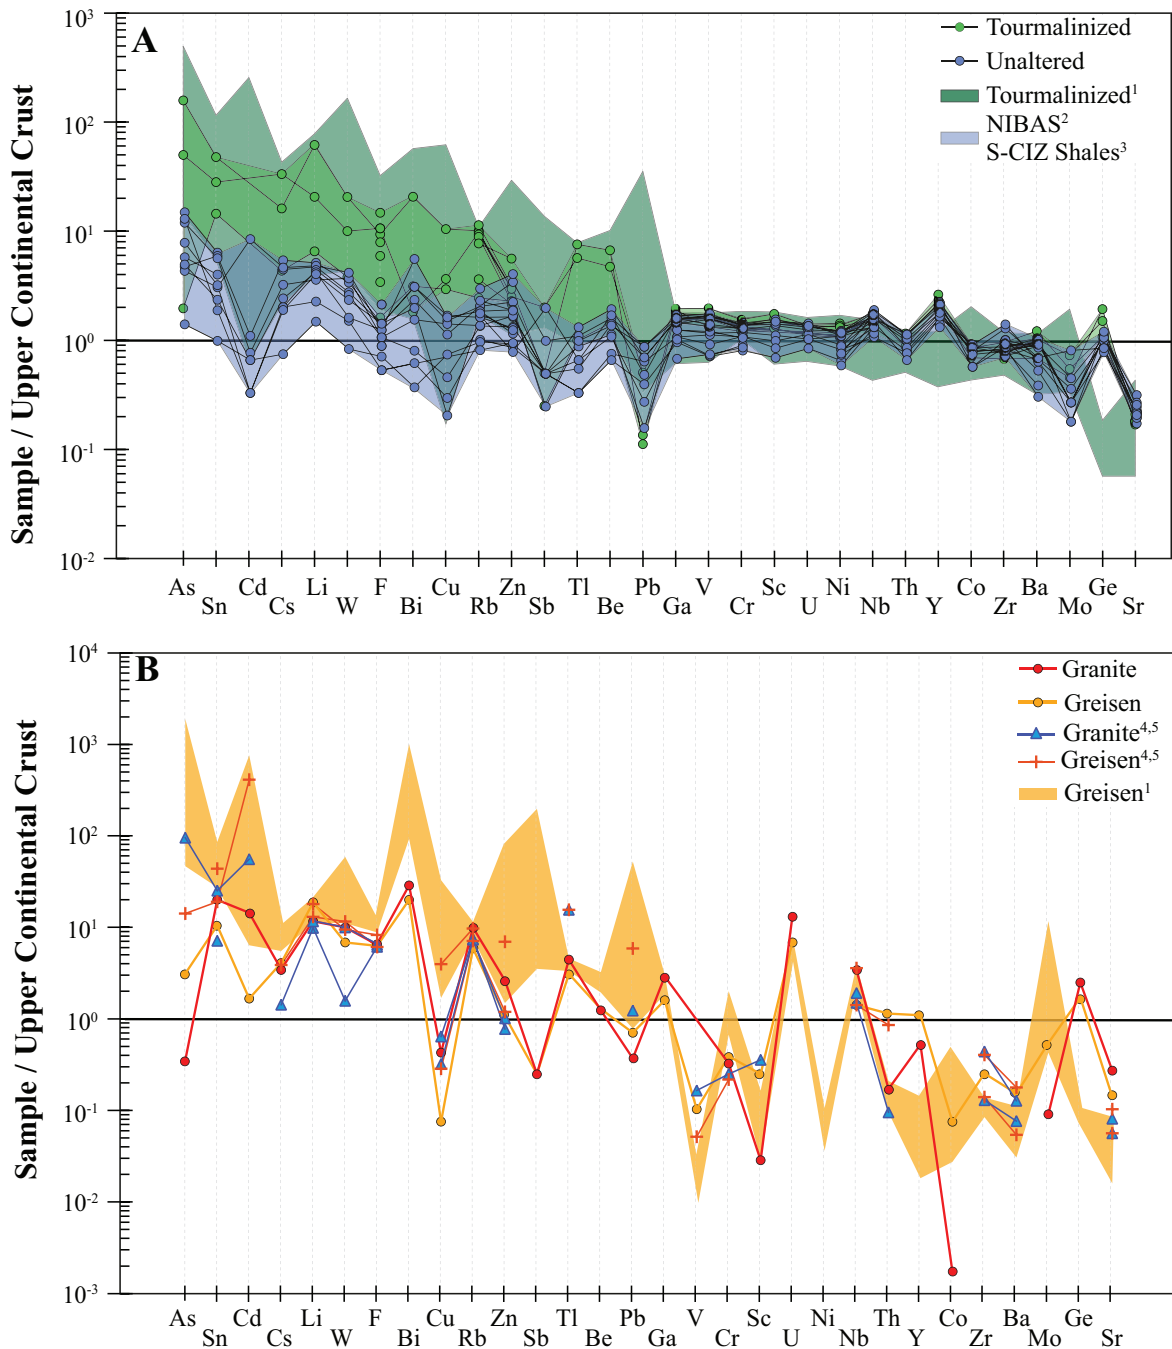 A
Sample / Upper Continental Crust
10³
10²
10¹
10⁰
10⁻¹
10⁻²
Tourmalinized
Unaltered
Tourmalinized¹
NIBAS²
S-CIZ Shales³
As Sn Cd Cs Li W F Bi Cu Rb Zn Sb Tl Be Pb Ga V Cr Sc U Ni Nb Th Y Co Zr Ba Mo Ge Sr
B
Sample / Upper Continental Crust
10⁴
10³
10²
10¹
10⁰
10⁻¹
10⁻²
10⁻³
Granite
Greisen
Granite⁴,⁵
Greisen⁴,⁵
Greisen¹
As Sn Cd Cs Li W F Bi Cu Rb Zn Sb Tl Be Pb Ga V Cr Sc U Ni Nb Th Y Co Zr Ba Mo Ge Sr